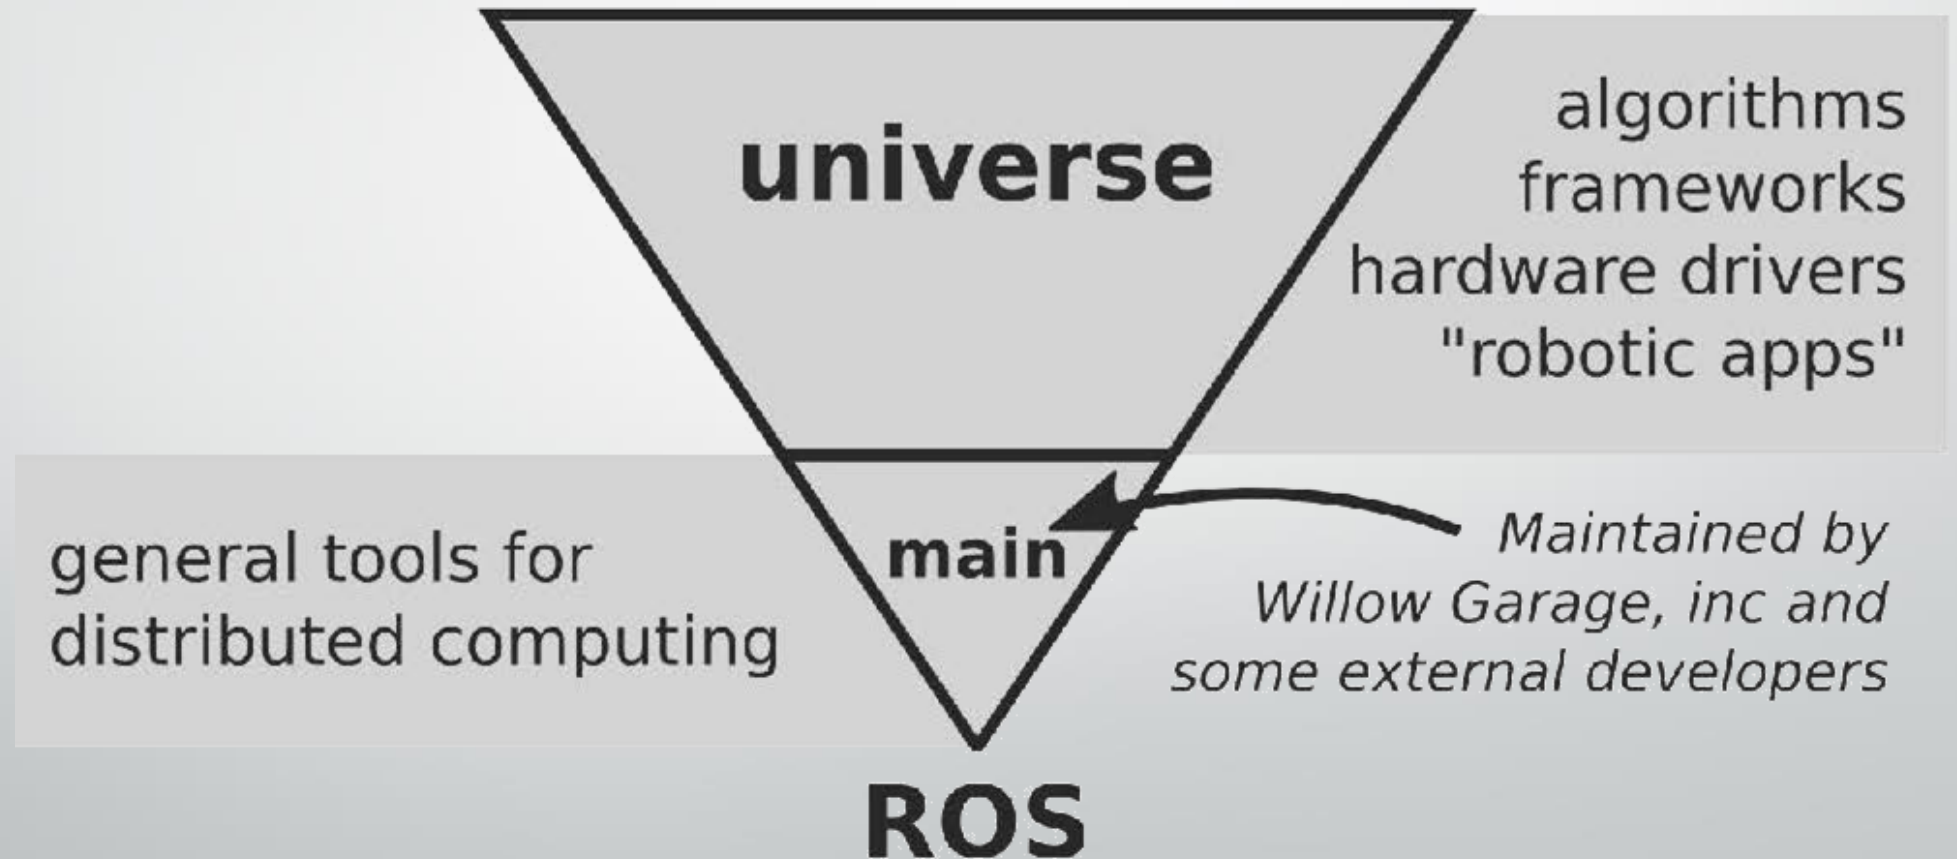 universe
algorithms
frameworks
hardware drivers
"robotic apps"
general tools for
distributed computing
main
Maintained by
Willow Garage, inc and
some external developers
ROS